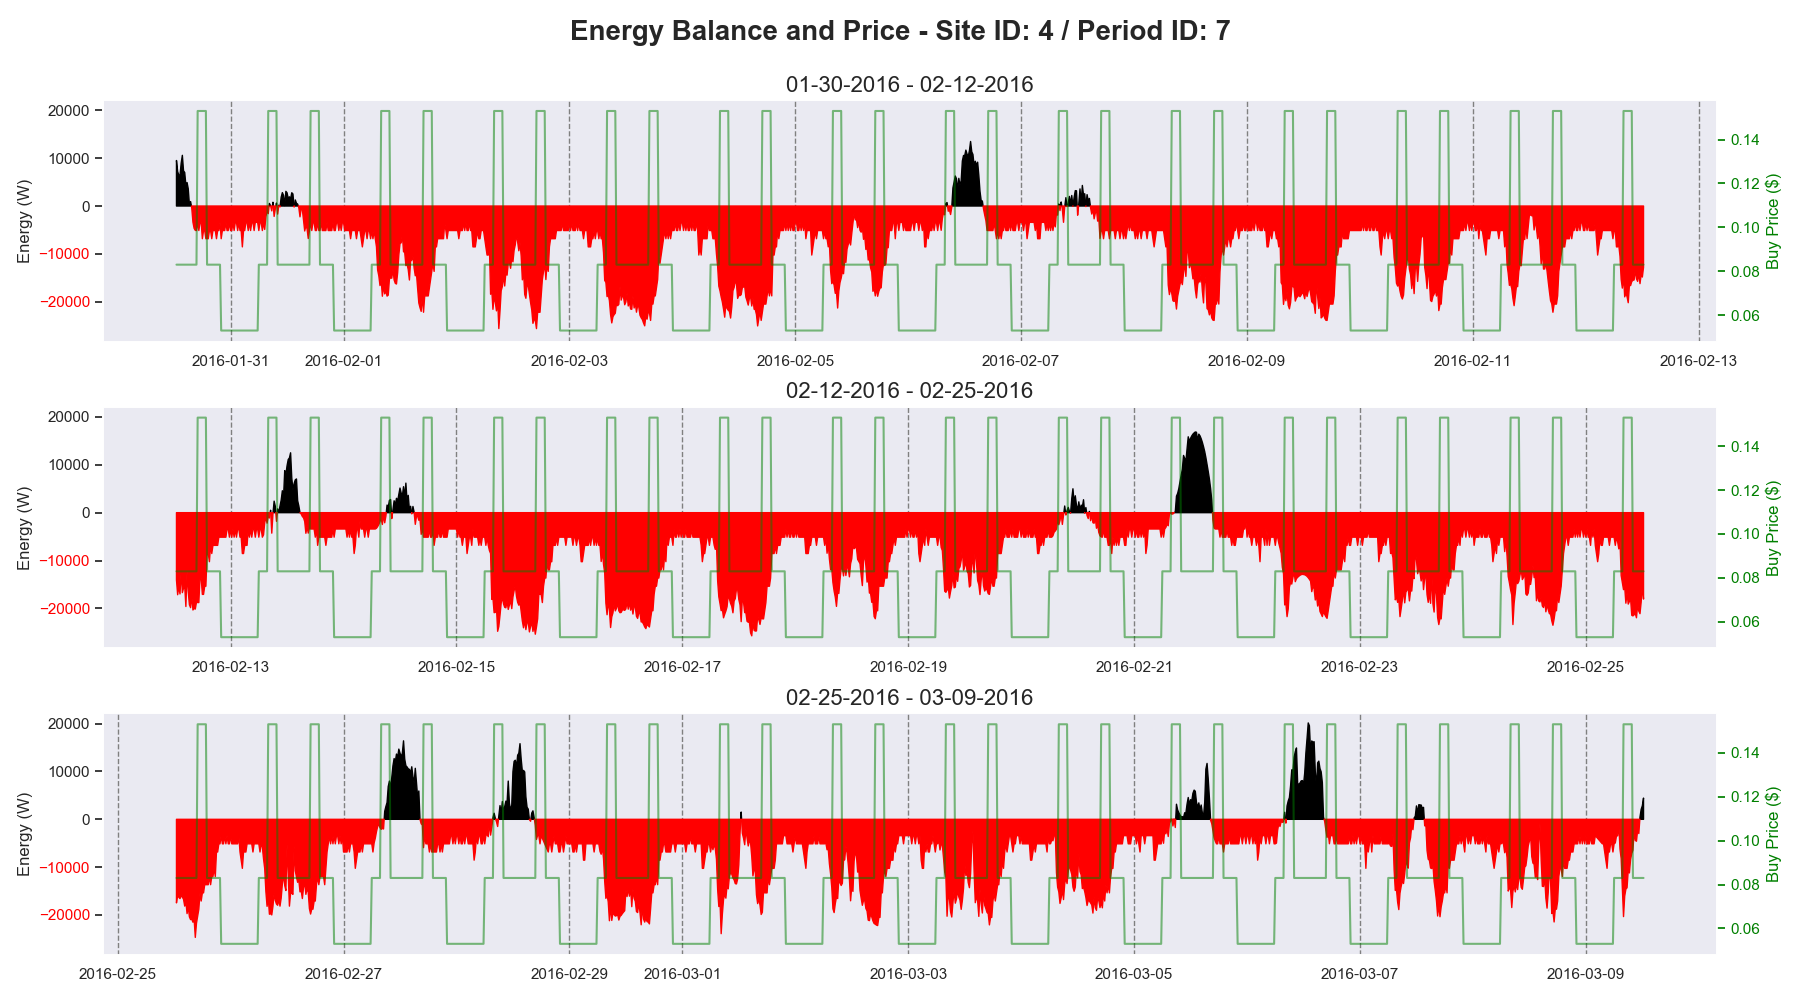 Energy Balance and Price - Site ID: 4 / Period ID: 7
01-30-2016 - 02-12-2016
20000
10000
0
−10000
−20000
Energy (W)
0.14
0.12
0.10
0.08
0.06
Buy Price ($)
2016-01-31 2016-02-01 2016-02-03 2016-02-05 2016-02-07 2016-02-09 2016-02-11 2016-02-13
02-12-2016 - 02-25-2016
20000
10000
0
−10000
−20000
Energy (W)
0.14
0.12
0.10
0.08
0.06
Buy Price ($)
2016-02-13 2016-02-15 2016-02-17 2016-02-19 2016-02-21 2016-02-23 2016-02-25
02-25-2016 - 03-09-2016
20000
10000
0
−10000
−20000
Energy (W)
0.14
0.12
0.10
0.08
0.06
Buy Price ($)
2016-02-25 2016-02-27 2016-02-29 2016-03-01 2016-03-03 2016-03-05 2016-03-07 2016-03-09